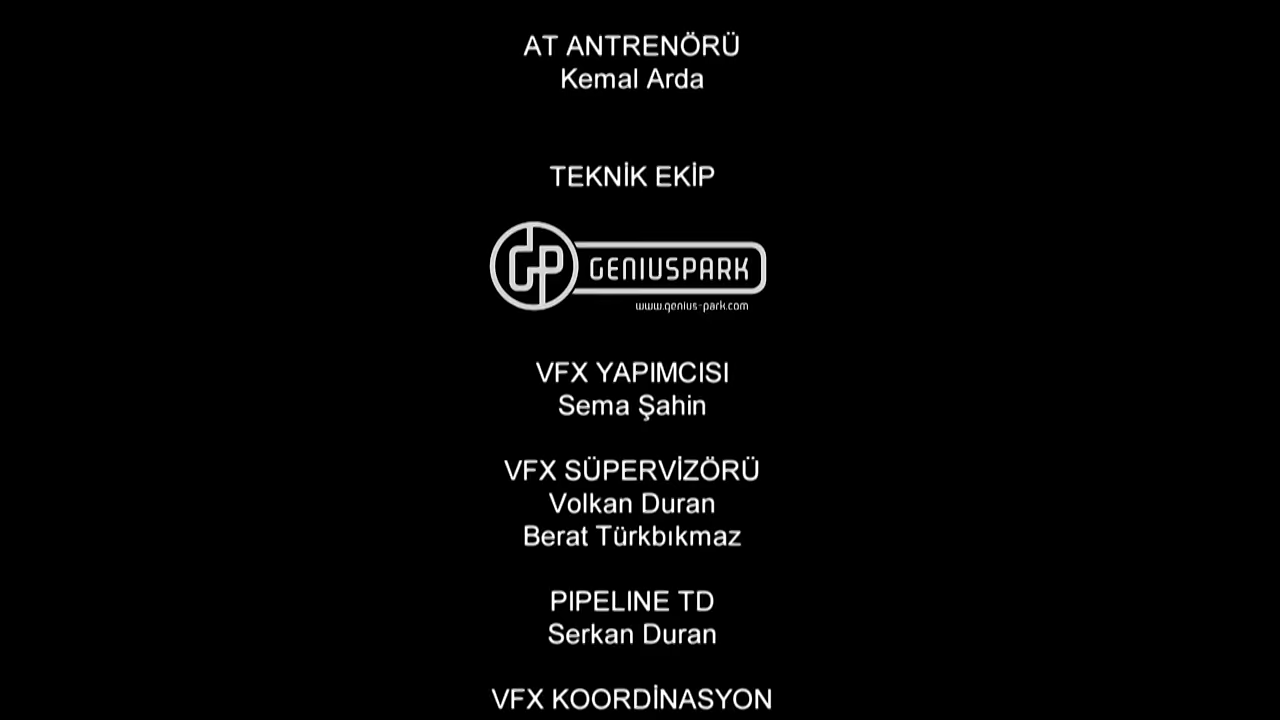 AT ANTRENÖRÜ
Kemal Arda
TEKNİK EKİP
GENIUSPARK
www.genius-park.com
VFX YAPIMCISI
Sema Şahin
VFX SÜPERVİZÖRÜ
Volkan Duran
Berat Türkbıkmaz
PIPELINE TD
Serkan Duran
VFX KOORDİNASYON